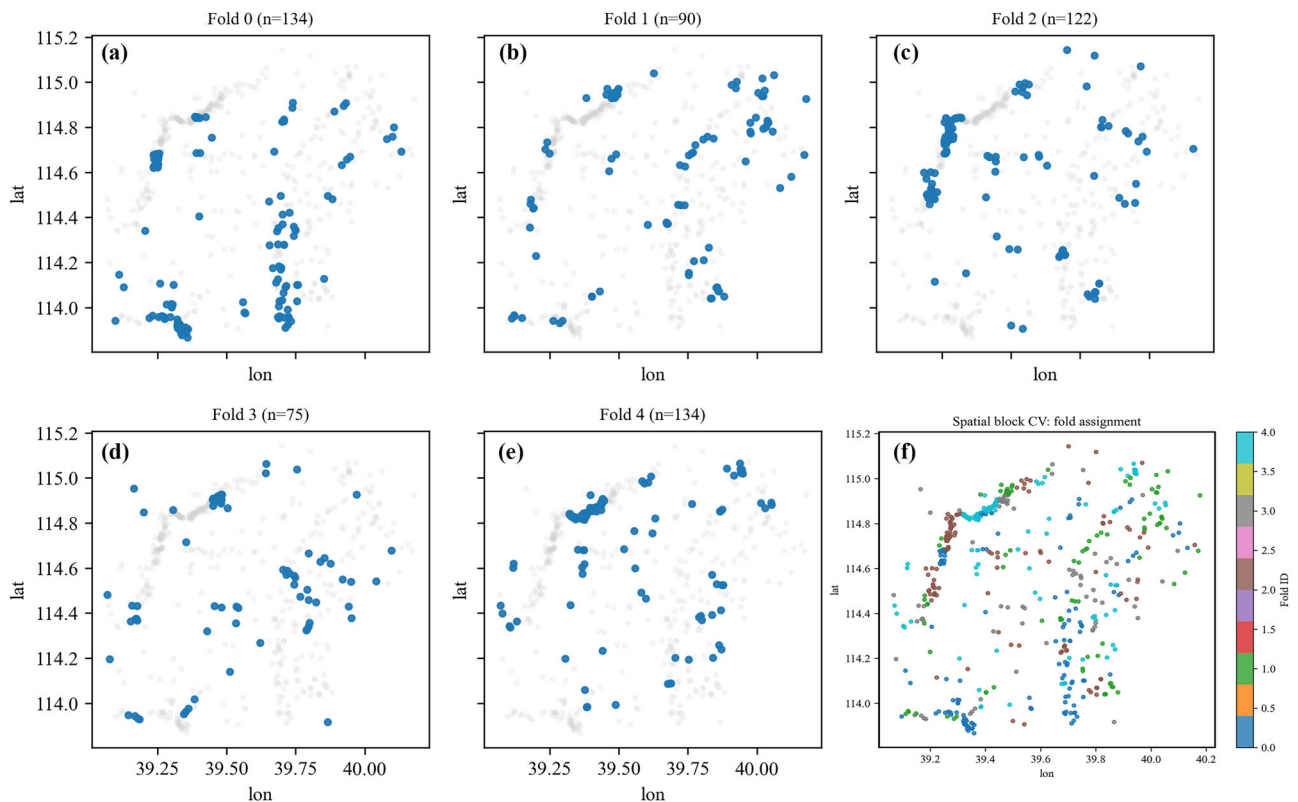 Fold 0 (n=134)
Fold 1 (n=90)
Fold 2 (n=122)
115.2
115.0
114.8
114.6
114.4
114.2
114.0
lat
(a)
lon
lat
(b)
lon
lat
(c)
lon
Fold 3 (n=75)
Fold 4 (n=134)
Spatial block CV: fold assignment
115.2
115.0
114.8
114.6
114.4
114.2
114.0
lat
(d)
39.25
39.50
39.75
40.00
lon
lat
(e)
39.25
39.50
39.75
40.00
lon
115.2
115.0
114.8
114.6
114.4
114.2
114.0
lat
(f)
39.2
39.4
39.6
39.8
40.0
40.2
lon
4.0
3.5
3.0
2.5
2.0
1.5
1.0
0.5
0.0
Fold ID